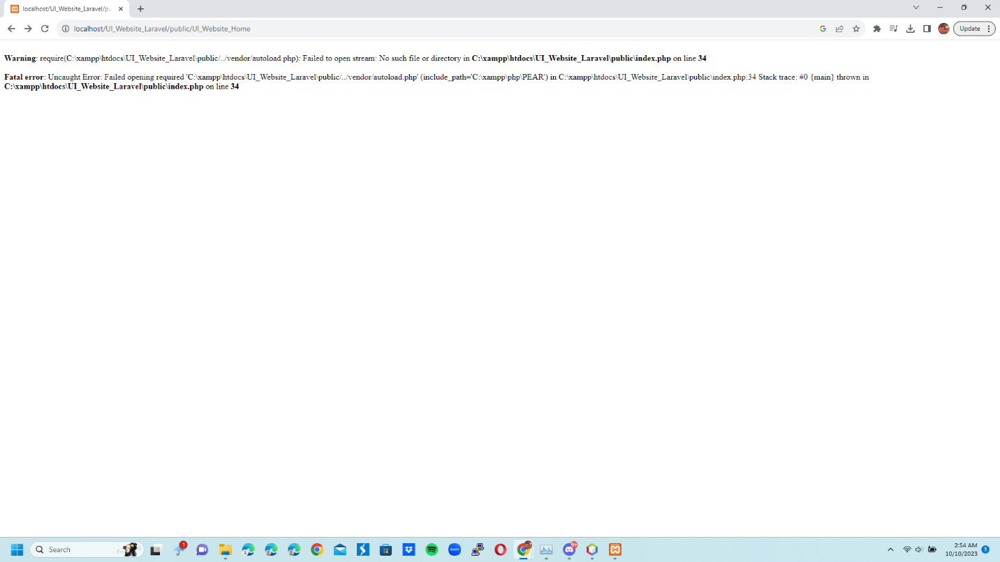 localhost/UI_Website_Laravel/pu
localhost/UI_Website_Laravel/public/UI_Website_Home
Update
Warning: require(C:\xampp\htdocs\UI_Website_Laravel\public/../vendor/autoload.php): Failed to open stream: No such file or directory in C:\xampp\htdocs\UI_Website_Laravel\public\index.php on line 34
Fatal error: Uncaught Error: Failed opening required 'C:\xampp\htdocs\UI_Website_Laravel\public/../vendor/autoload.php' (include_path='C:\xampp\php\PEAR') in C:\xampp\htdocs\UI_Website_Laravel\public\index.php:34 Stack trace: #0 {main} thrown in
C:\xampp\htdocs\UI_Website_Laravel\public\index.php on line 34
Search
1
zoom
9+
2:54 AM
10/10/2023
3